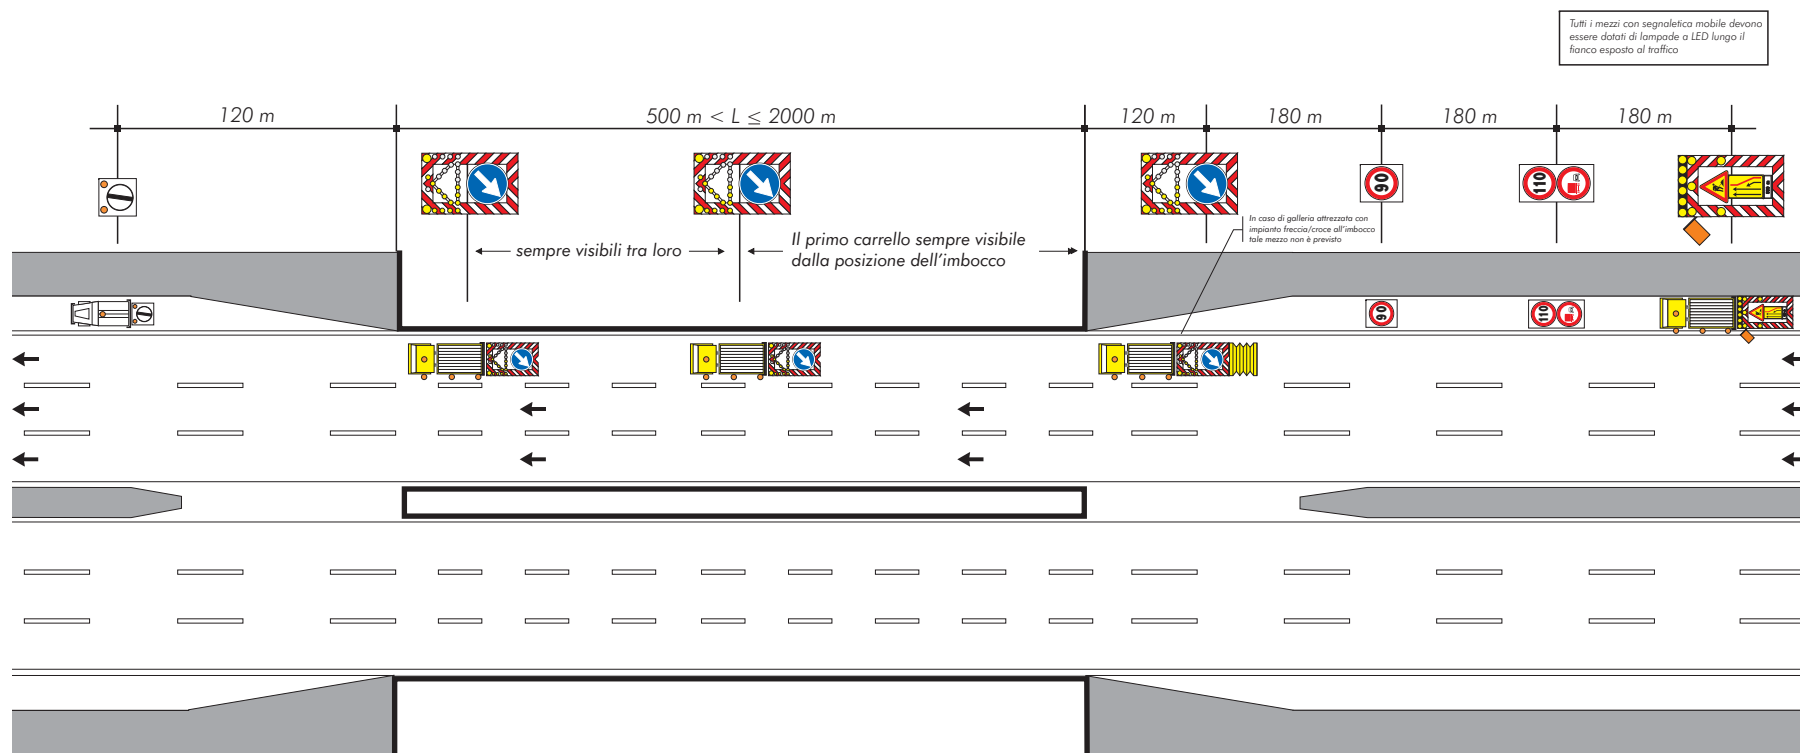 Tutti i mezzi con segnaletica mobile devono
essere dotati di lampade a LED lungo il
fianco esposto al traffico
120 m
500 m < L ≤ 2000 m
120 m
180 m
180 m
180 m
90
110
In caso di galleria attrezzata con
impianto freccia/croce all'imbocco
tale mezzo non è previsto
sempre visibili tra loro
Il primo carrello sempre visibile
dalla posizione dell'imbocco
90
110